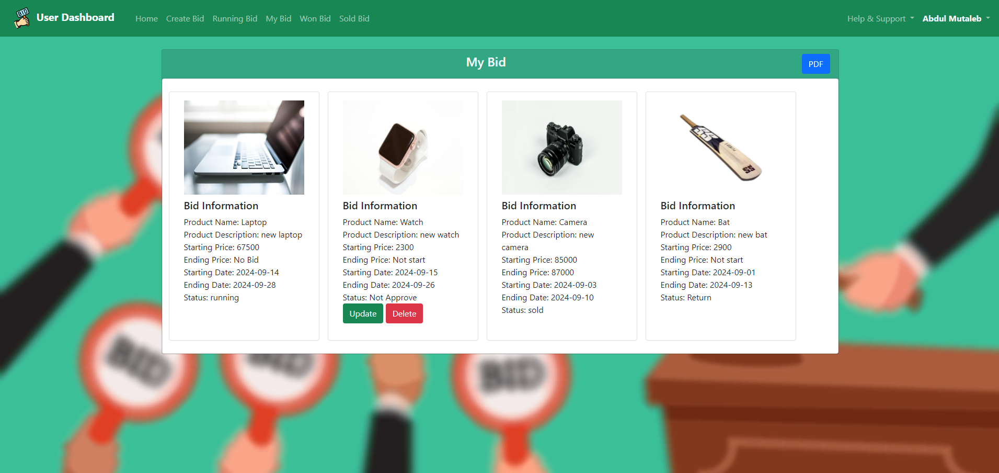 BID
User Dashboard
Home
Create Bid
Running Bid
My Bid
Won Bid
Sold Bid
Help & Support
Abdul Mutaleb
My Bid
PDF
Bid Information
Product Name: Laptop
Product Description: new laptop
Starting Price: 67500
Ending Price: No Bid
Starting Date: 2024-09-14
Ending Date: 2024-09-28
Status: running
Bid Information
Product Name: Watch
Product Description: new watch
Starting Price: 2300
Ending Price: Not start
Starting Date: 2024-09-15
Ending Date: 2024-09-26
Status: Not Approve
Update
Delete
Bid Information
Product Name: Camera
Product Description: new
camera
Starting Price: 85000
Ending Price: 87000
Starting Date: 2024-09-03
Ending Date: 2024-09-10
Status: sold
SS
SS
Bid Information
Product Name: Bat
Product Description: new bat
Starting Price: 2900
Ending Price: Not start
Starting Date: 2024-09-01
Ending Date: 2024-09-13
Status: Return
BID
BID
BID